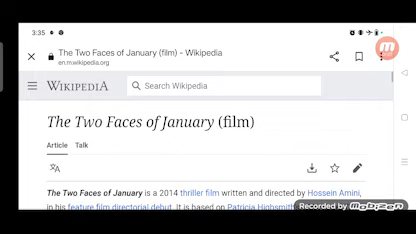 3:35
The Two Faces of January (film) - Wikipedia
en.m.wikipedia.org
WIKIPEDIA
Search Wikipedia
The Two Faces of January (film)
Article Talk
The Two Faces of January is a 2014 thriller film written and directed by Hossein Amini,
in his feature film directorial debut. It is based on Patricia Highsmith
Recorded by Mobizen